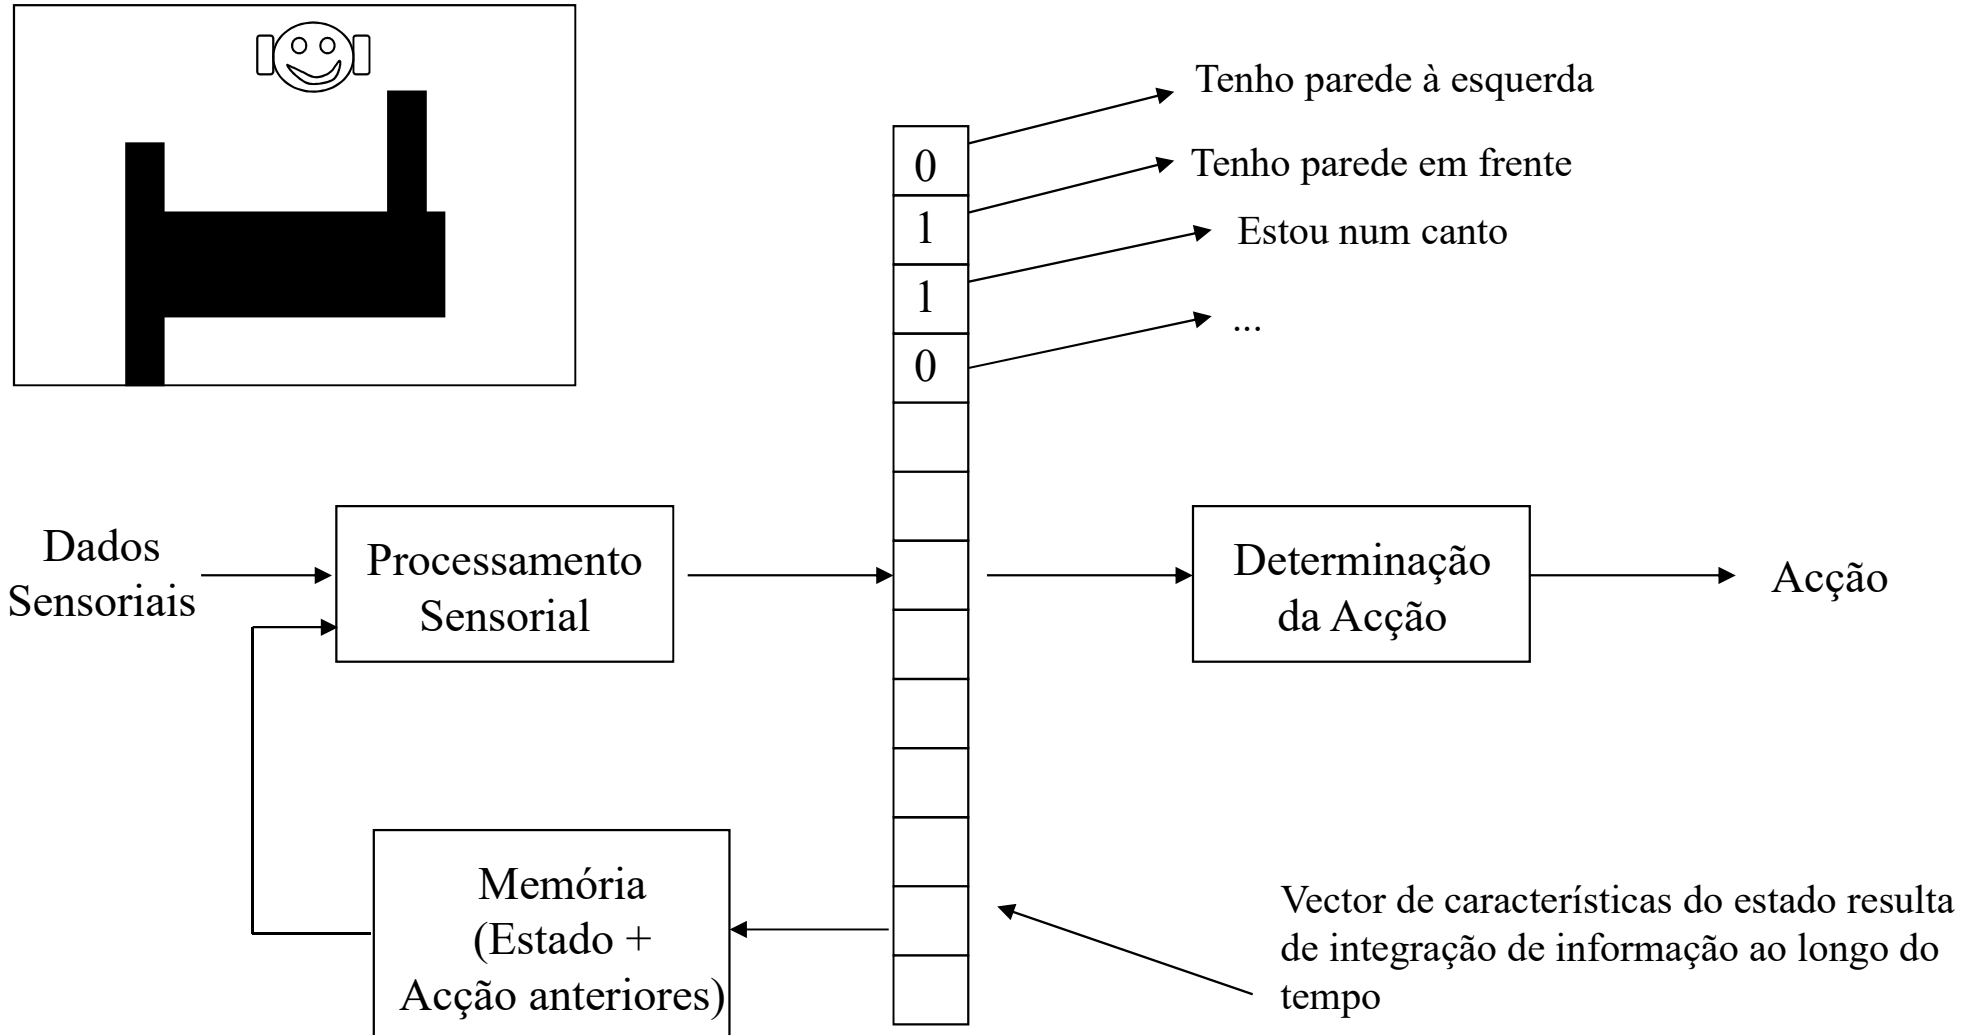 Tenho parede à esquerda
Tenho parede em frente
Estou num canto
...
0
1
1
0
Dados
Sensoriais
Processamento
Sensorial
Determinação
da Acção
Acção
Memória
(Estado +
Acção anteriores)
Vector de características do estado resulta
de integração de informação ao longo do
tempo